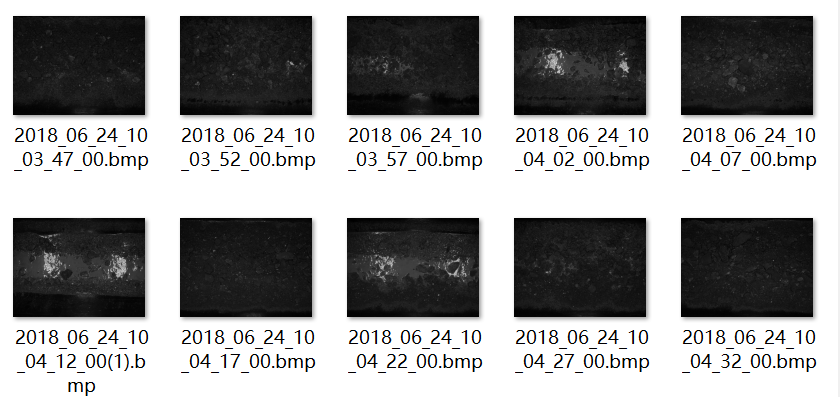 2018_06_24_10
_03_47_00.bmp
2018_06_24_10
_03_52_00.bmp
2018_06_24_10
_03_57_00.bmp
2018_06_24_10
_04_02_00.bmp
2018_06_24_10
_04_07_00.bmp
2018_06_24_10
_04_12_00(1).b
mp
2018_06_24_10
_04_17_00.bmp
2018_06_24_10
_04_22_00.bmp
2018_06_24_10
_04_27_00.bmp
2018_06_24_10
_04_32_00.bmp